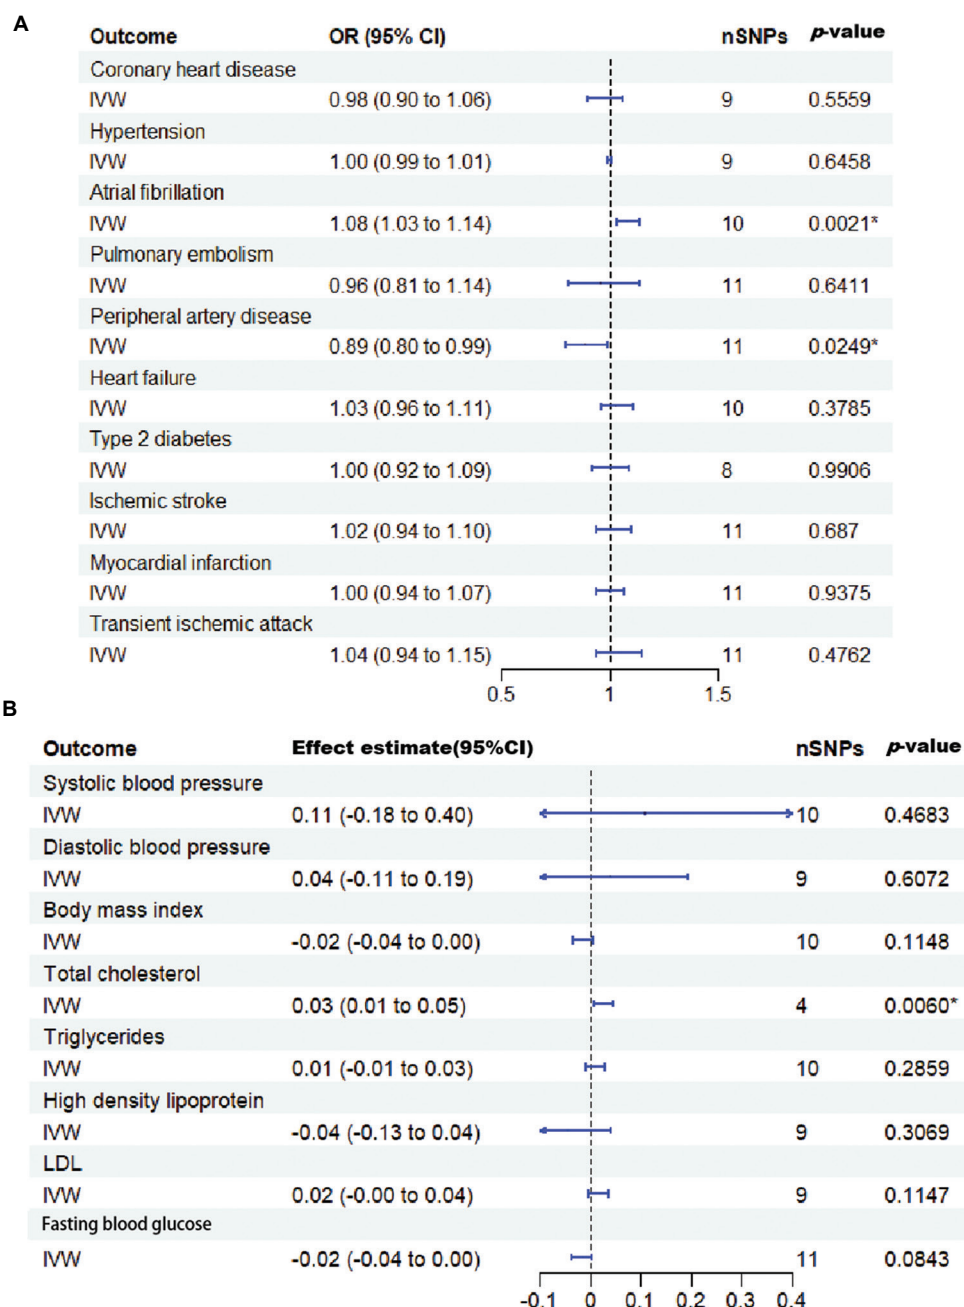 A
Outcome OR (95% CI) nSNPs p-value
Coronary heart disease
IVW 0.98 (0.90 to 1.06) 9 0.5559
Hypertension
IVW 1.00 (0.99 to 1.01) 9 0.6458
Atrial fibrillation
IVW 1.08 (1.03 to 1.14) 10 0.0021*
Pulmonary embolism
IVW 0.96 (0.81 to 1.14) 11 0.6411
Peripheral artery disease
IVW 0.89 (0.80 to 0.99) 11 0.0249*
Heart failure
IVW 1.03 (0.96 to 1.11) 10 0.3785
Type 2 diabetes
IVW 1.00 (0.92 to 1.09) 8 0.9906
Ischemic stroke
IVW 1.02 (0.94 to 1.10) 11 0.687
Myocardial infarction
IVW 1.00 (0.94 to 1.07) 11 0.9375
Transient ischemic attack
IVW 1.04 (0.94 to 1.15) 11 0.4762
0.5 1 1.5
B
Outcome Effect estimate(95%CI) nSNPs p-value
Systolic blood pressure
IVW 0.11 (-0.18 to 0.40) 10 0.4683
Diastolic blood pressure
IVW 0.04 (-0.11 to 0.19) 9 0.6072
Body mass index
IVW -0.02 (-0.04 to 0.00) 10 0.1148
Total cholesterol
IVW 0.03 (0.01 to 0.05) 4 0.0060*
Triglycerides
IVW 0.01 (-0.01 to 0.03) 10 0.2859
High density lipoprotein
IVW -0.04 (-0.13 to 0.04) 9 0.3069
LDL
IVW 0.02 (-0.00 to 0.04) 9 0.1147
Fasting blood glucose
IVW -0.02 (-0.04 to 0.00) 11 0.0843
-0.1 0 0.1 0.2 0.3 0.4